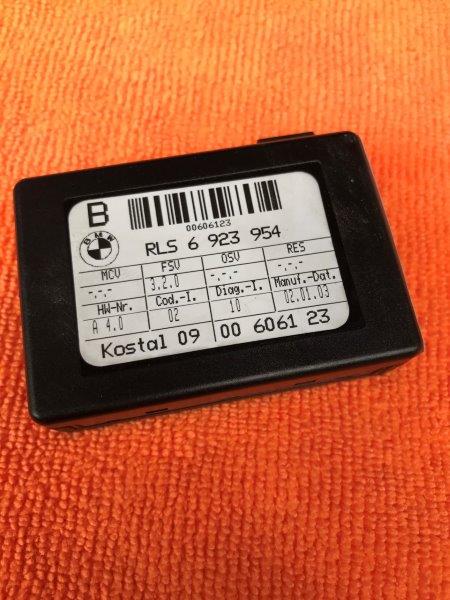 B
00606123
BMW
RLS 6 923 954
MCV FSV OSV RES
-.-.- 3.2.0 -.-.- -.-.-
HW-Nr. Cod.-I. Diag.-I. Manuf.-Dat.
A 4.0 02 10 02.01.03
Kostal 09 00 6061 23